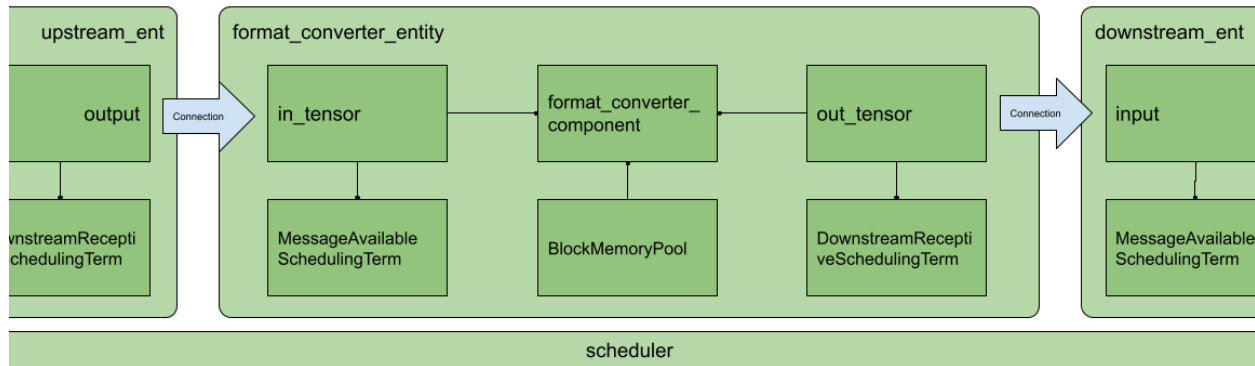 upstream_ent
output
wnstreamRecepti
chedulingTerm
Connection
format_converter_entity
in_tensor
MessageAvailable
SchedulingTerm
format_converter_
component
BlockMemoryPool
out_tensor
DownstreamRecepti
veSchedulingTerm
Connection
downstream_ent
input
MessageAvailable
SchedulingTerm
scheduler